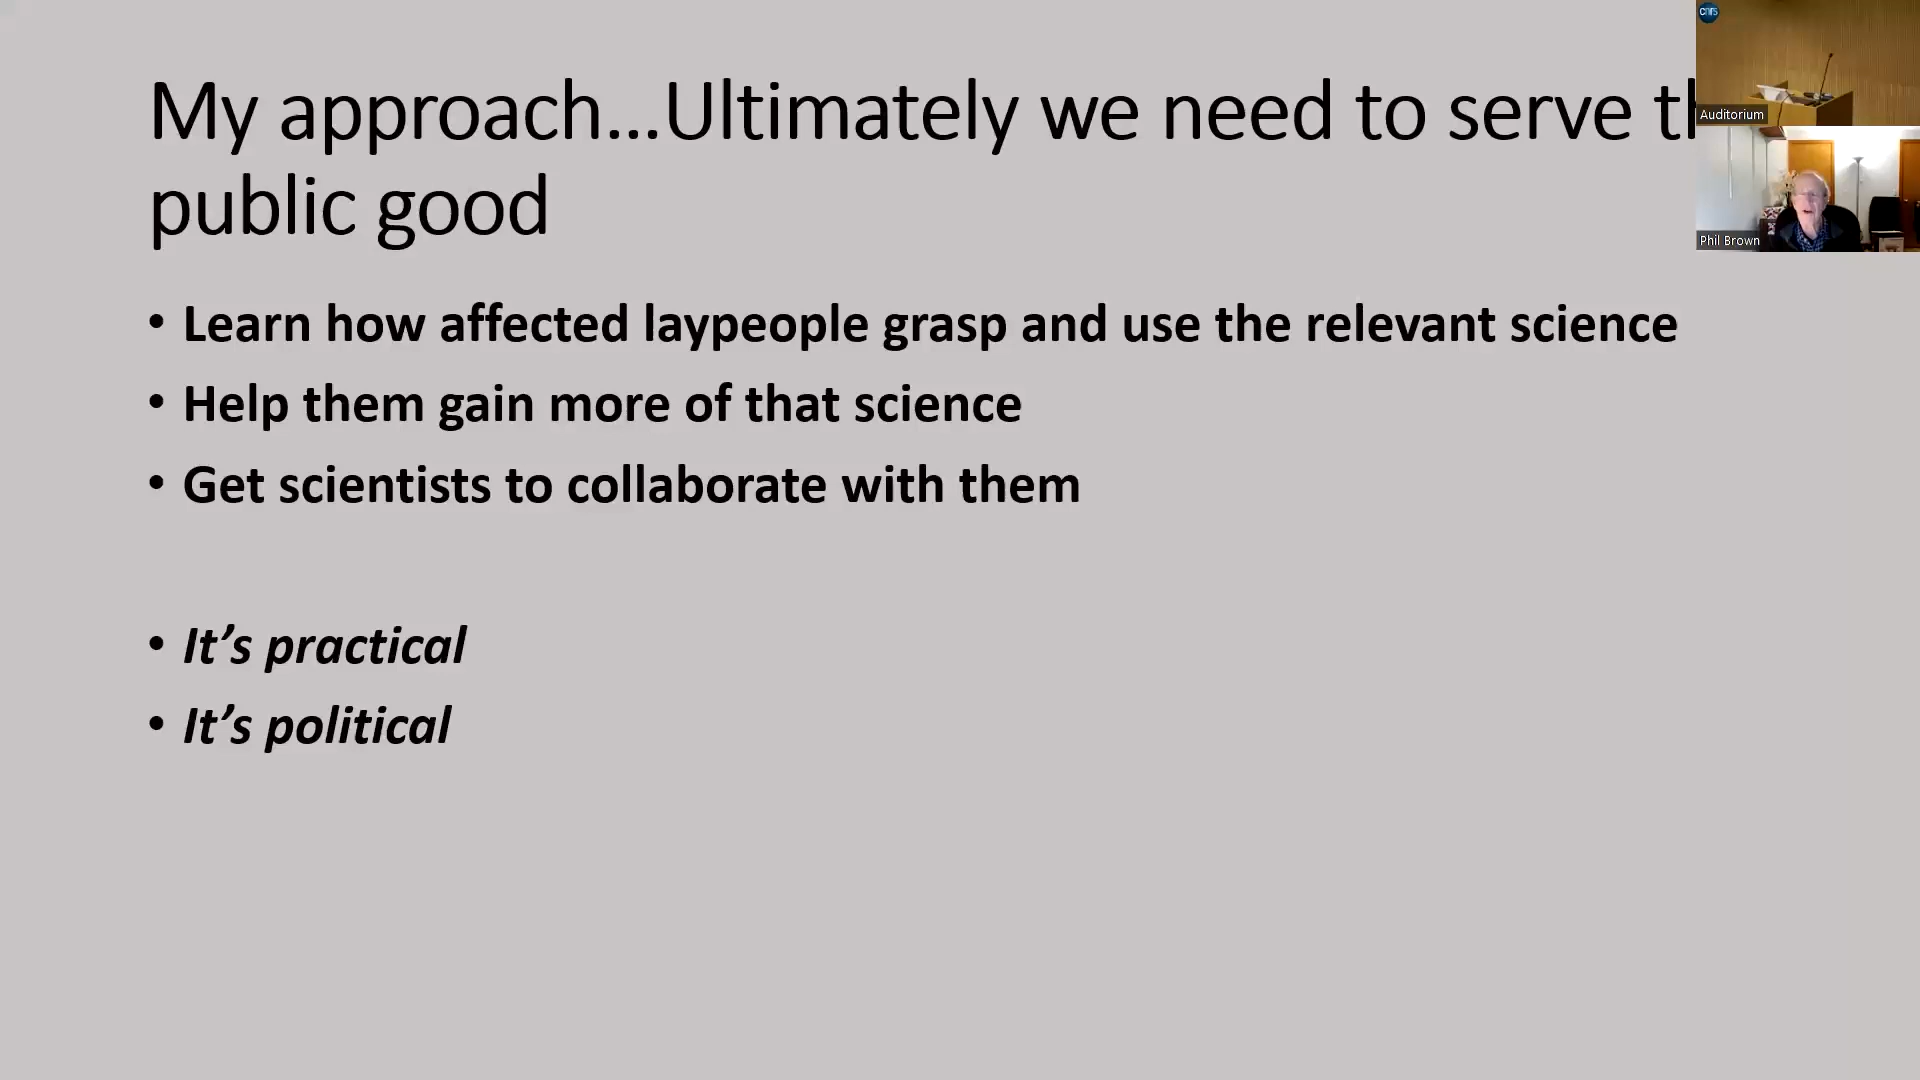 My approach...Ultimately we need to serve
public good
• Learn how affected laypeople grasp and use the relevant science
• Help them gain more of that science
• Get scientists to collaborate with them
• It's practical
• It's political
cnrs
Auditorium
Phil Brown